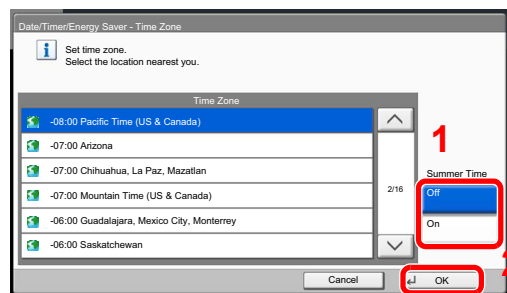 Date/Timer/Energy Saver - Time Zone
Set time zone.
Select the location nearest you.
Time Zone
-08:00 Pacific Time (US & Canada)
-07:00 Arizona
-07:00 Chihuahua, La Paz, Mazatlan
-07:00 Mountain Time (US & Canada)
-06:00 Guadalajara, Mexico City, Monterrey
-06:00 Saskatchewan
2/16
1
Summer Time
Off
On
Cancel
OK